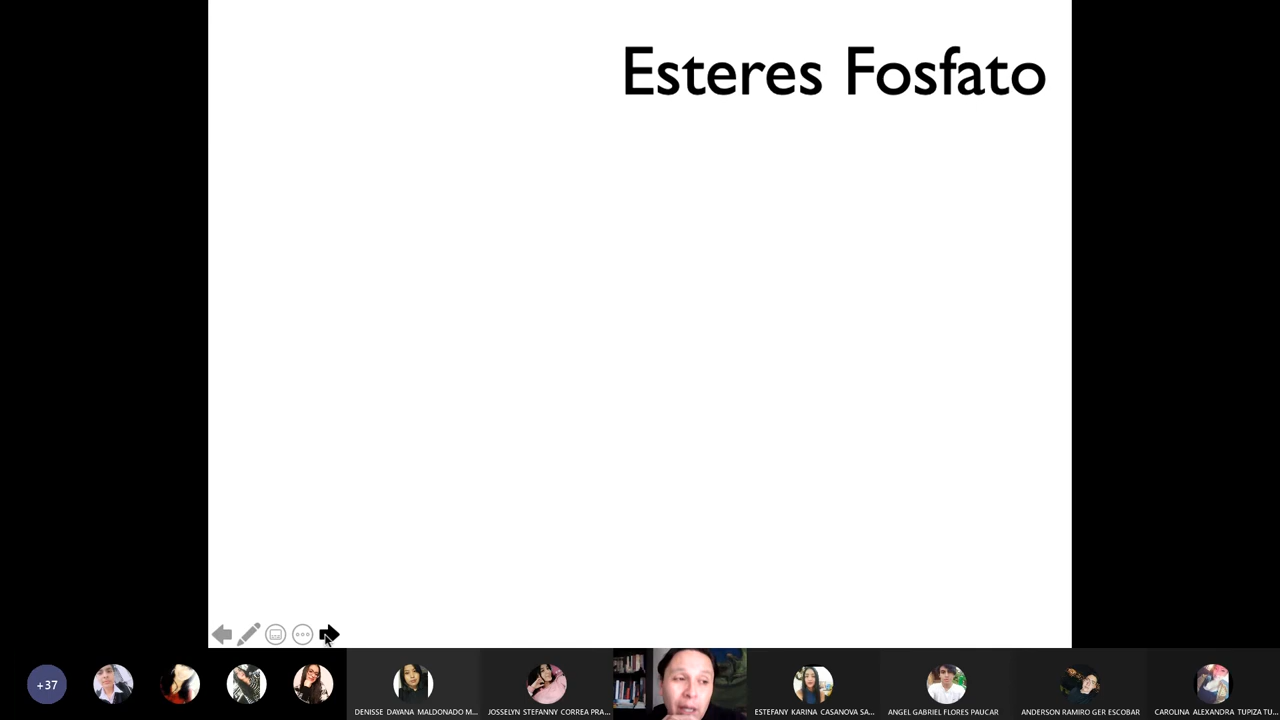 Esteres Fosfato
+37
DENISSE DAYANA MALDONADO M...
JOSSELYN STEFANNY CORREA PRA...
ESTEFANY KARINA CASANOVA SA...
ANGEL GABRIEL FLORES PAUCAR
ANDERSON RAMIRO GER ESCOBAR
CAROLINA ALEXANDRA TUPIZA TU...